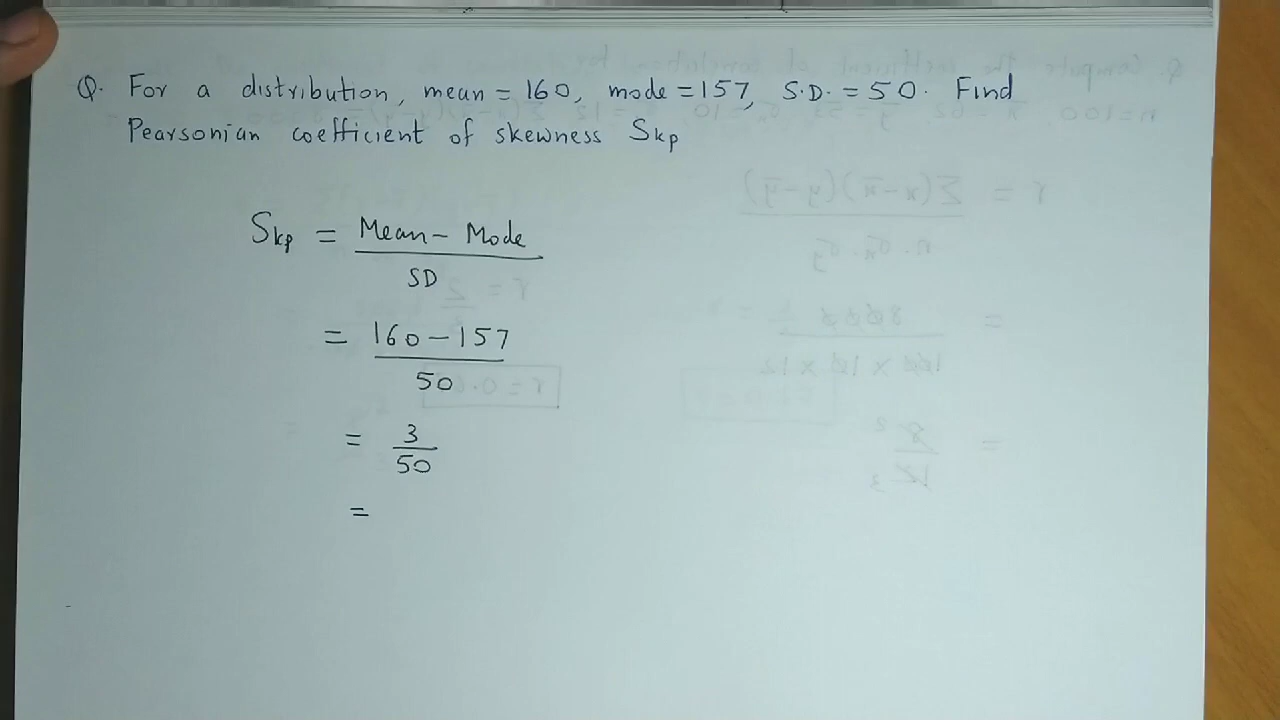 Q. For a distribution, mean = 160, mode = 157, S.D. = 50. Find
Pearsonian coefficient of skewness Skp
Skp = Mean - Mode
SD
= 160 - 157
50
= 3
50
=